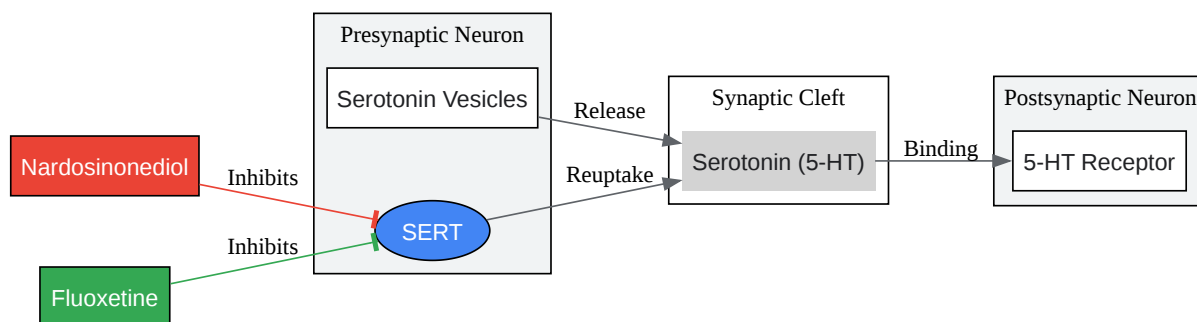 Presynaptic Neuron
Serotonin Vesicles
Release
Synaptic Cleft
Serotonin (5-HT)
Binding
Postsynaptic Neuron
5-HT Receptor
Nardosinonediol
Inhibits
Reuptake
SERT
Inhibits
Fluoxetine